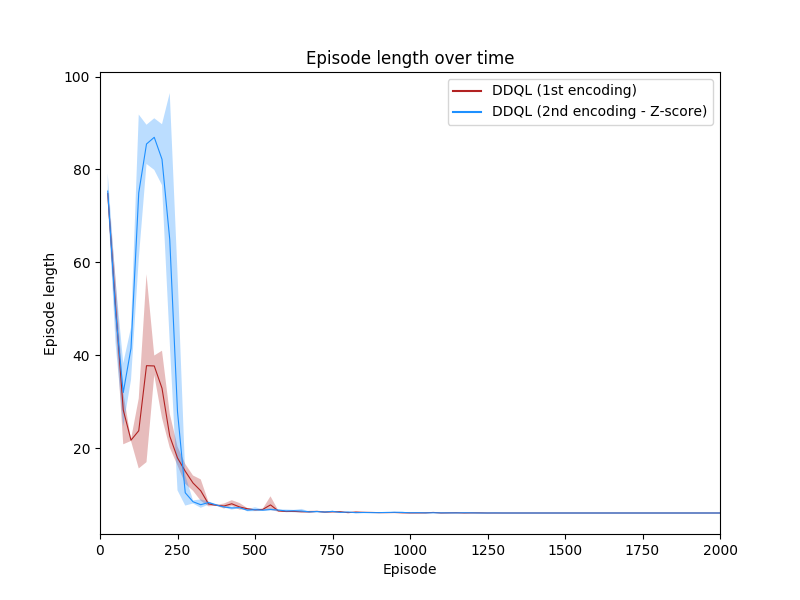 Episode length over time
DDQL (1st encoding)
DDQL (2nd encoding - Z-score)
100
80
60
40
20
Episode length
0 250 500 750 1000 1250 1500 1750 2000
Episode